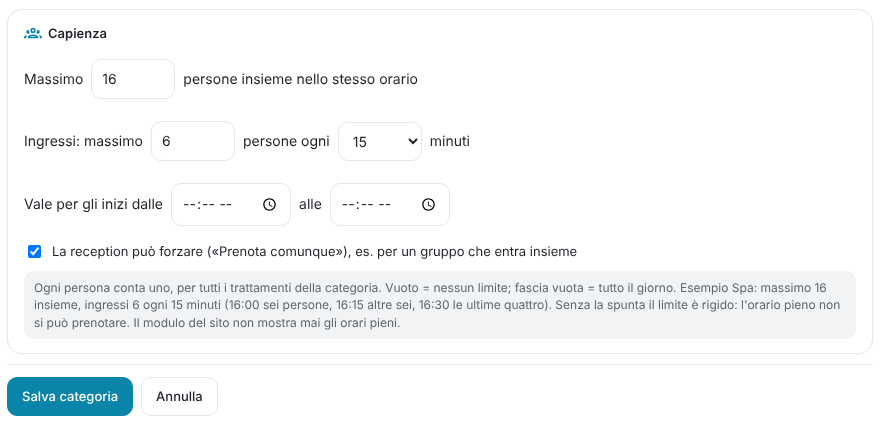 Capienza
Massimo 16 persone insieme nello stesso orario
Ingressi: massimo 6 persone ogni 15 minuti
Vale per gli inizi dalle --:-- -- alle --:-- --
La reception può forzare («Prenota comunque»), es. per un gruppo che entra insieme
Ogni persona conta uno, per tutti i trattamenti della categoria. Vuoto = nessun limite; fascia vuota = tutto il giorno. Esempio Spa: massimo 16
insieme, ingressi 6 ogni 15 minuti (16:00 sei persone, 16:15 altre sei, 16:30 le ultime quattro). Senza la spunta il limite è rigido: l'orario pieno non
si può prenotare. Il modulo del sito non mostra mai gli orari pieni.
Salva categoria Annulla